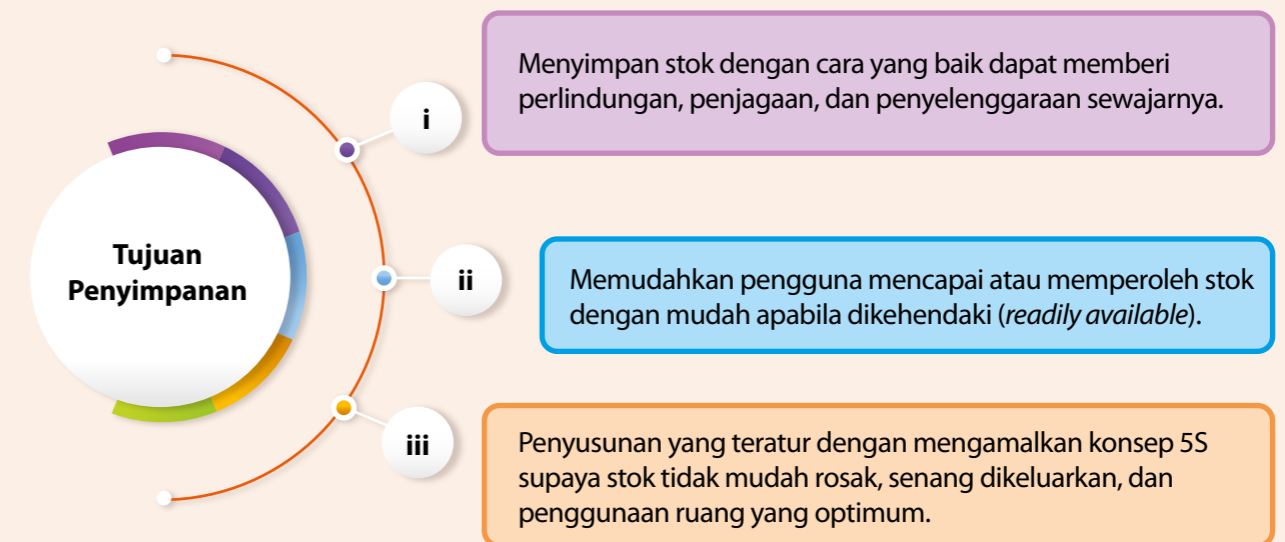 Tujuan
Penyimpanan
i
Menyimpan stok dengan cara yang baik dapat memberi
perlindungan, penjagaan, dan penyelenggaraan sewajarnya.
ii
Memudahkan pengguna mencapai atau memperoleh stok
dengan mudah apabila dikehendaki (readily available).
iii
Penyusunan yang teratur dengan mengamalkan konsep 5S
supaya stok tidak mudah rosak, senang dikeluarkan, dan
penggunaan ruang yang optimum.